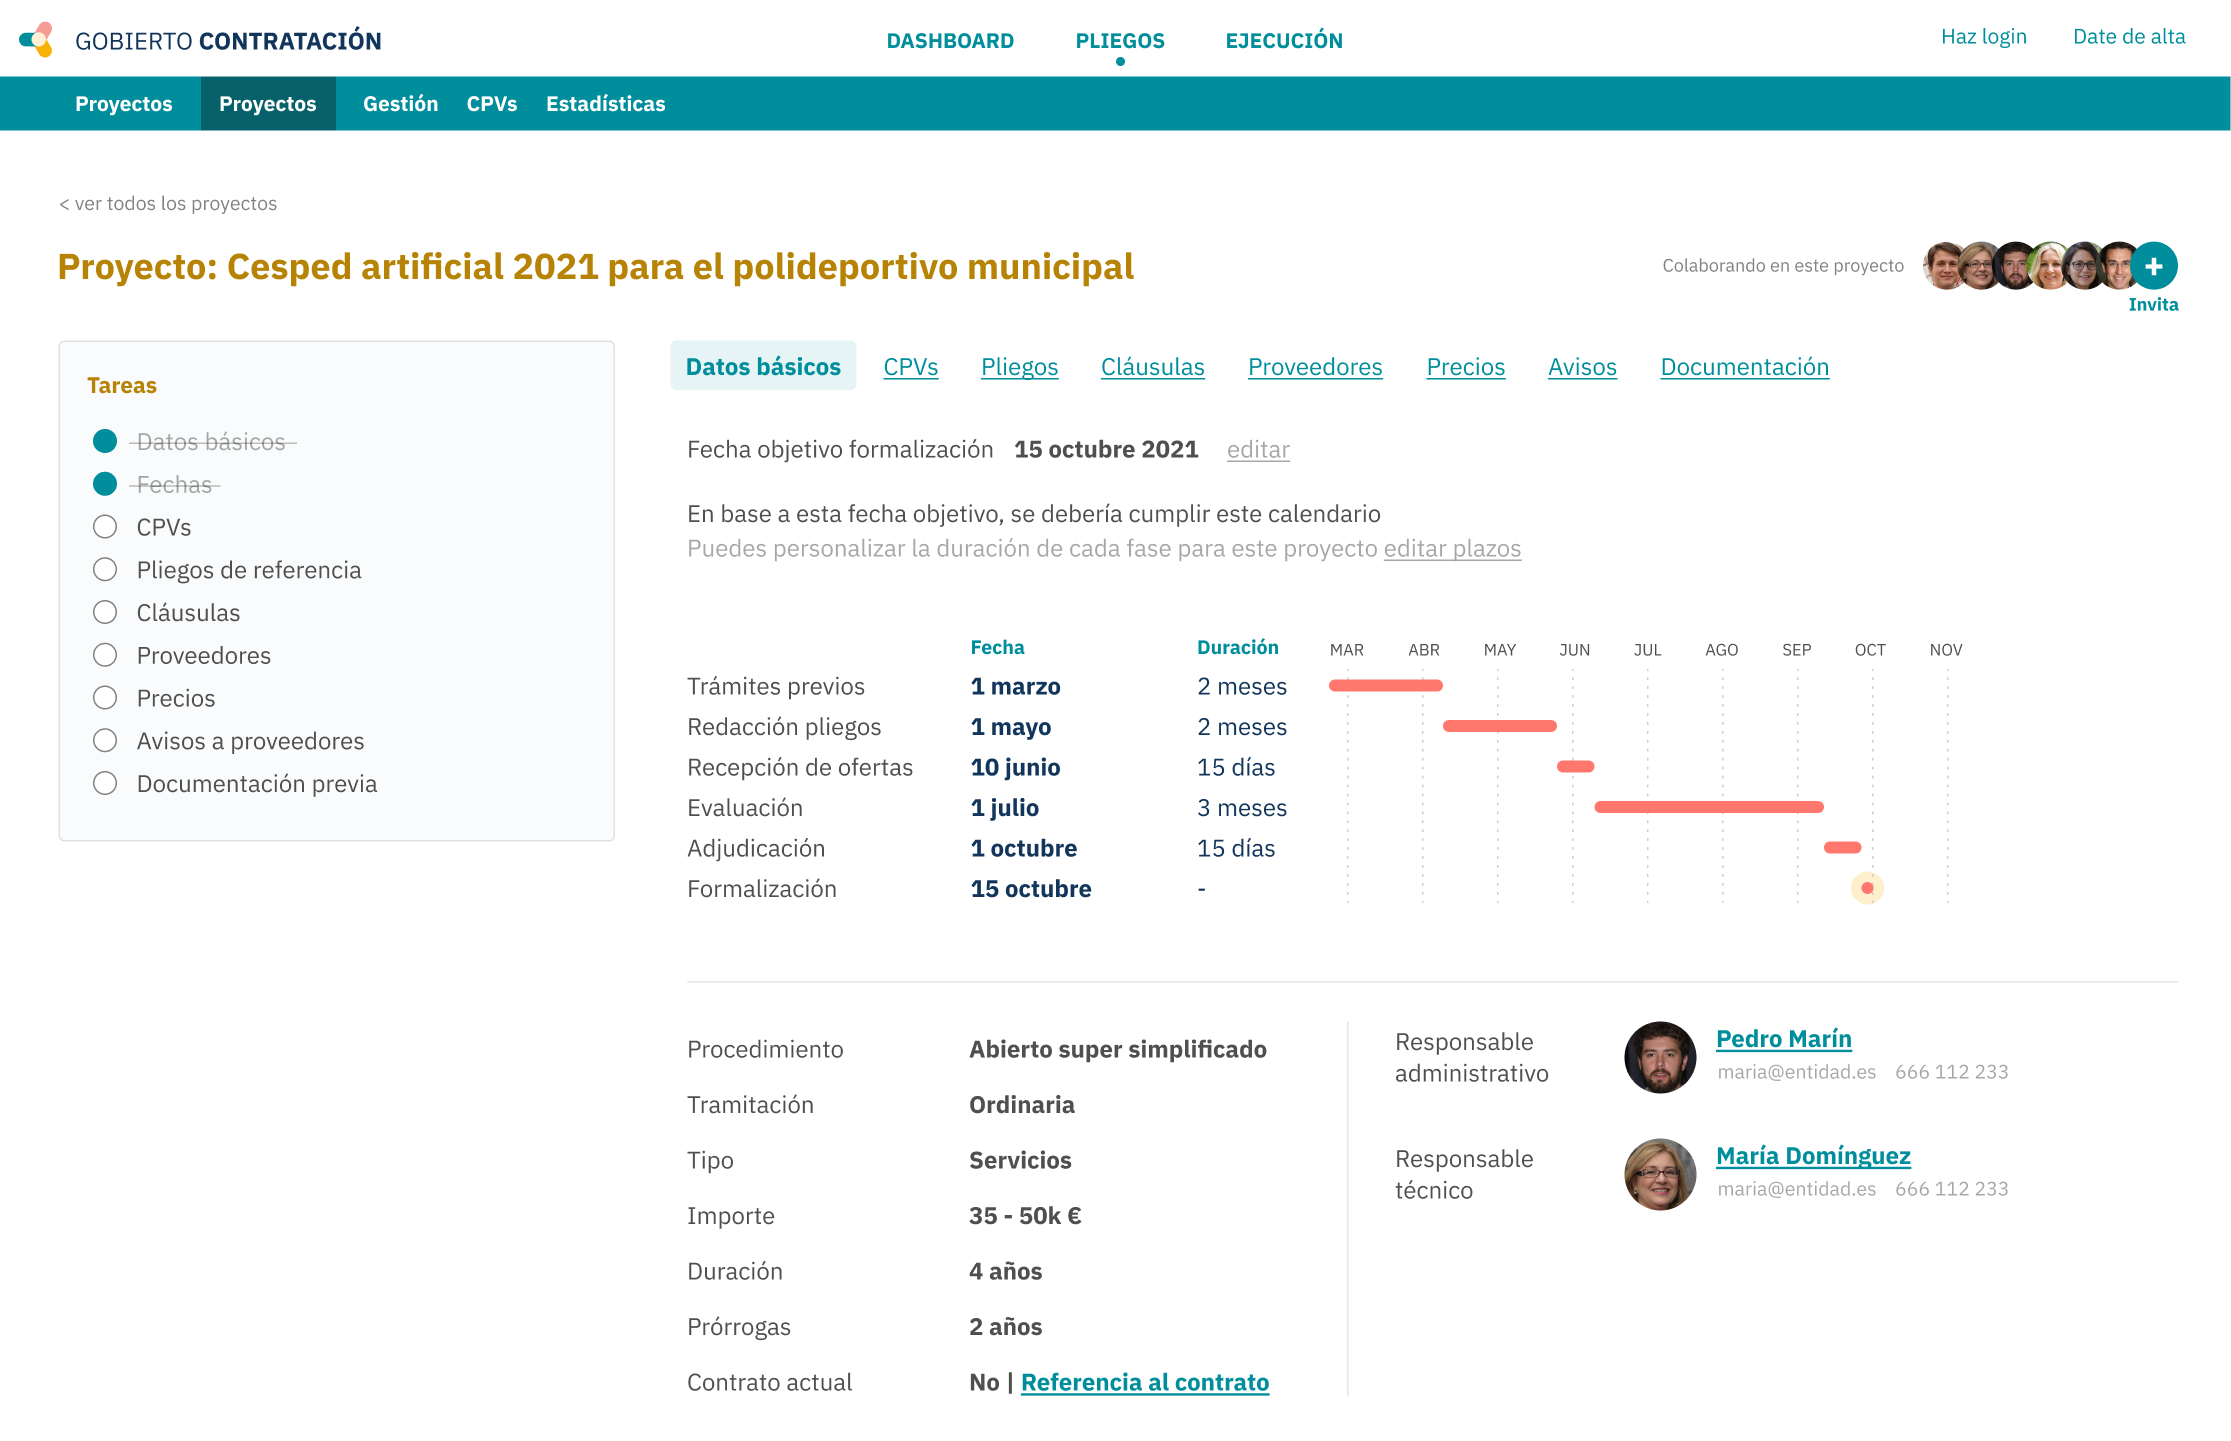 GOBIERTO CONTRATACIÓN
DASHBOARD PLIEGOS EJECUCIÓN
Haz login Date de alta
Proyectos Proyectos Gestión CPVs Estadísticas
< ver todos los proyectos
Proyecto: Cesped artificial 2021 para el polideportivo municipal
Colaborando en este proyecto
+
Invita
Tareas
Datos básicos
Fechas
CPVs
Pliegos de referencia
Cláusulas
Proveedores
Precios
Avisos a proveedores
Documentación previa
Datos básicos CPVs Pliegos Cláusulas Proveedores Precios Avisos Documentación
Fecha objetivo formalización 15 octubre 2021 editar
En base a esta fecha objetivo, se debería cumplir este calendario
Puedes personalizar la duración de cada fase para este proyecto editar plazos
Fecha Duración MAR ABR MAY JUN JUL AGO SEP OCT NOV
Trámites previos 1 marzo 2 meses
Redacción pliegos 1 mayo 2 meses
Recepción de ofertas 10 junio 15 días
Evaluación 1 julio 3 meses
Adjudicación 1 octubre 15 días
Formalización 15 octubre -
Procedimiento Abierto super simplificado
Tramitación Ordinaria
Tipo Servicios
Importe 35 - 50k €
Duración 4 años
Prórrogas 2 años
Contrato actual No | Referencia al contrato
Responsable
administrativo
Pedro Marín
maria@entidad.es 666 112 233
Responsable
técnico
María Domínguez
maria@entidad.es 666 112 233